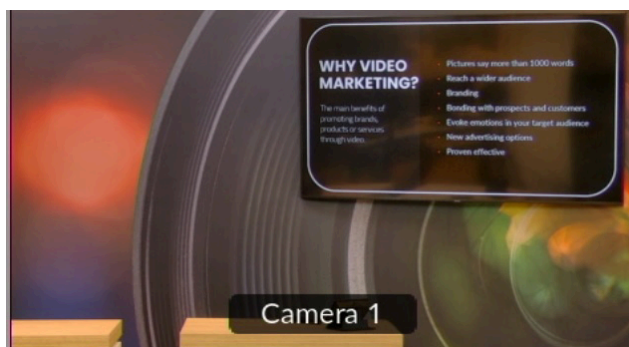 WHY VIDEO
MARKETING?
The main benefits of
promoting brands,
products or services
through video.
· Pictures say more than 1000 words
· Reach a wider audience
· Branding
· Bonding with prospects and customers
· Evoke emotions in your target audience
· New advertising options
· Proven effective
Camera 1